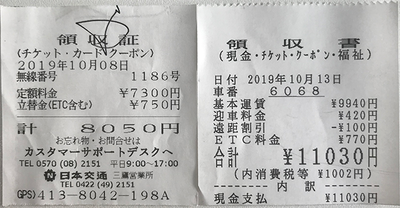 領収証
(チケット・カード・クーポン)
2019年10月08日
無線番号 1186号
定額料金 ￥7300円
立替金(ETC含む) ￥750円
計 8050円
お忘れ物・お問合せは
カスタマーサポートデスクへ
TEL 0570 (08) 2151 平日9:00~17:00
日本交通 三鷹営業所
TEL 0422 (49) 2151
GPS)413-8042-198A
領収書
(現金・チケット・クーポン・福祉)
日付 2019年10月13日
車番 6068
基本運賃 ￥9940円
迎車料金 ￥420円
遠距割引 -￥100円
ETC料金 ￥770円
合計 ￥11030円
(内消費税等 ￥1002円)
内訳
現金支払 ￥11030円